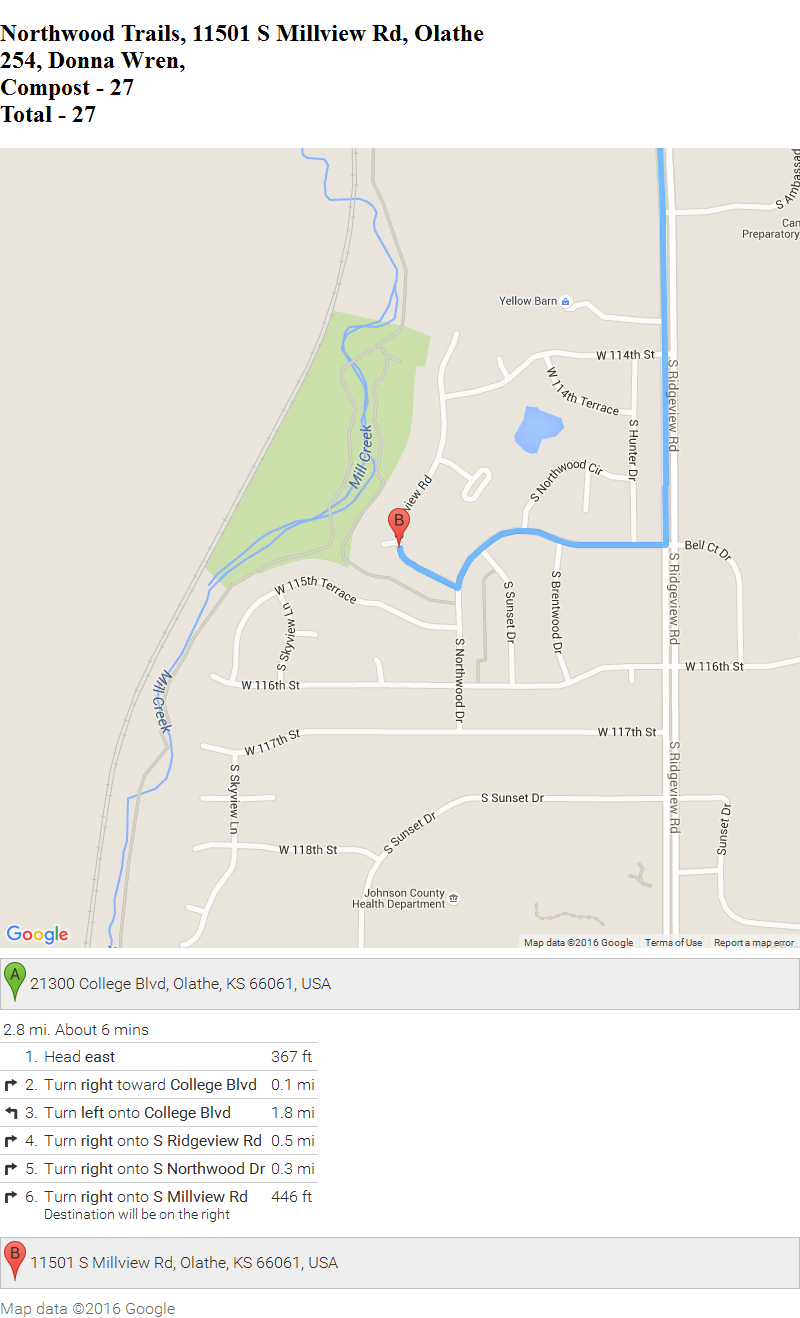 Northwood Trails, 11501 S Millview Rd, Olathe
254, Donna Wren,
Compost - 27
Total - 27
S Ambassad
Can
Preparatory
Yellow Barn
W 114th St
S Ridgeview Rd
W 114th Terrace
S Hunter Dr
Mill Creek
S Northwood Cir
view Rd
B
Bell Ct Dr
S Ridgeview Rd
W 115th Terrace
S Skyview Ln
S Sunset Dr
S Brentwood Dr
S Northwood Dr
W 116th St
W 116th St
Mill Creek
W 117th St
W 117th St
S Ridgeview Rd
S Skyview Ln
S Sunset Dr
S Sunset Dr
Sunset Dr
W 118th St
Johnson County
Health Department
Google
Map data ©2016 Google Terms of Use Report a map error
A 21300 College Blvd, Olathe, KS 66061, USA
2.8 mi. About 6 mins
1. Head east 367 ft
2. Turn right toward College Blvd 0.1 mi
3. Turn left onto College Blvd 1.8 mi
4. Turn right onto S Ridgeview Rd 0.5 mi
5. Turn right onto S Northwood Dr 0.3 mi
6. Turn right onto S Millview Rd 446 ft
Destination will be on the right
B 11501 S Millview Rd, Olathe, KS 66061, USA
Map data ©2016 Google